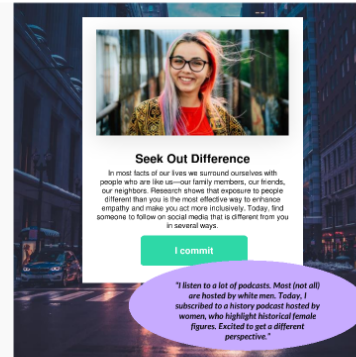 Seek Out Difference
In most facts of our lives we surround ourselves with
people who are like us—our family members, our friends,
our neighbors. Research shows that exposure to people
different than you is the most effective way to enhance
empathy and make you act more inclusively. Today, find
someone to follow on social media that is different from you
in several ways.
I commit
"I listen to a lot of podcasts. Most (not all)
are hosted by white men. Today, I
subscribed to a history podcast hosted by
women, who highlight historical female
figures. Excited to get a different
perspective."